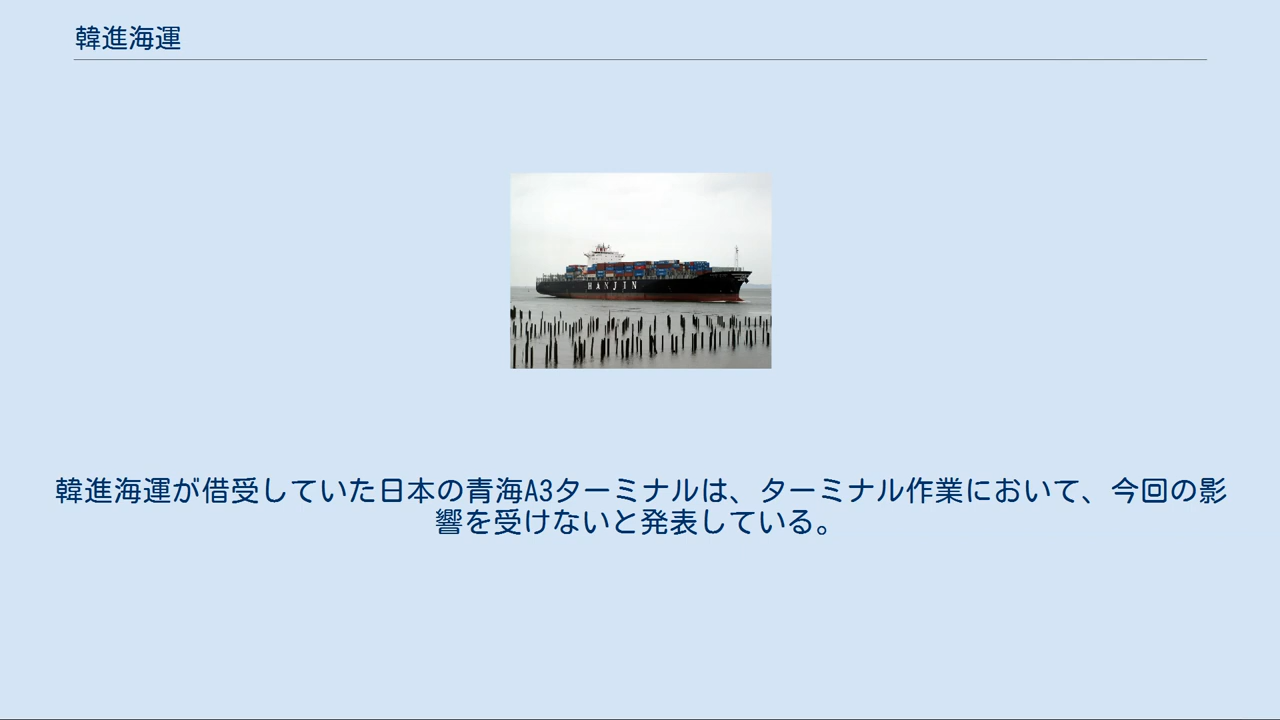 韓進海運
HANJIN
韓進海運が借受していた日本の青海A3ターミナルは、ターミナル作業において、今回の影
響を受けないと発表している。